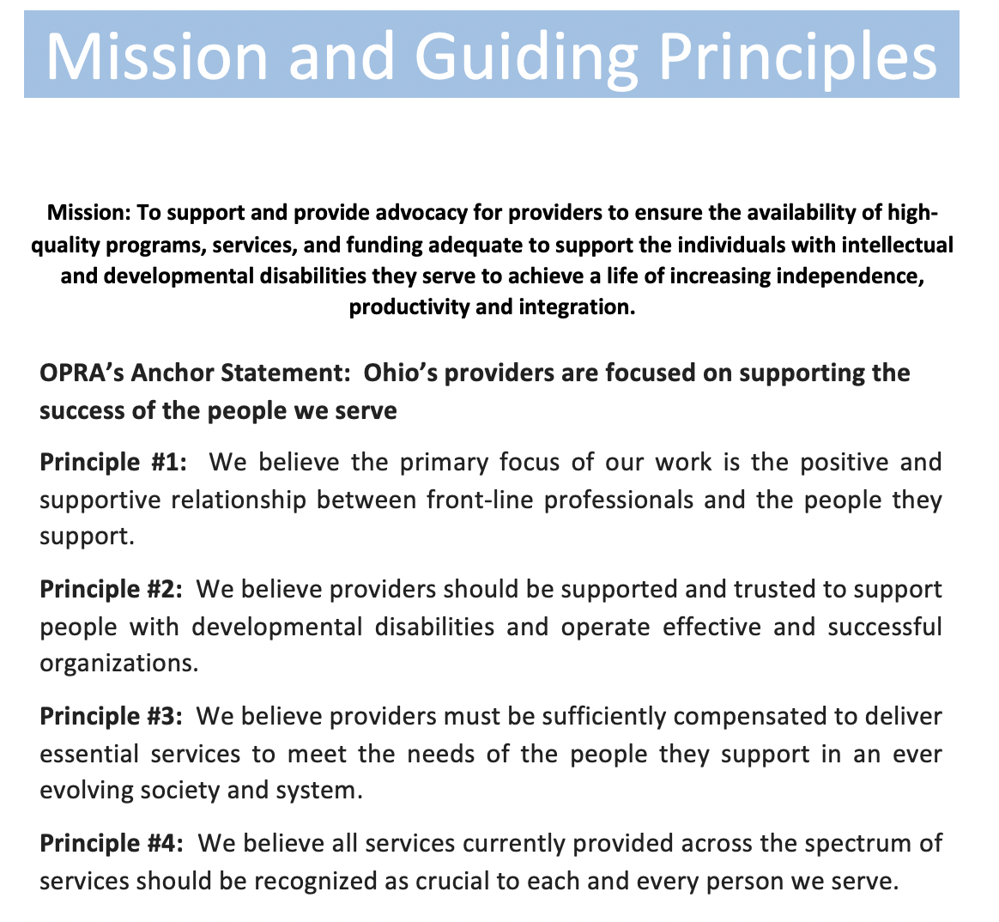 Mission and Guiding Principles
Mission: To support and provide advocacy for providers to ensure the availability of high-
quality programs, services, and funding adequate to support the individuals with intellectual
and developmental disabilities they serve to achieve a life of increasing independence,
productivity and integration.
OPRA’s Anchor Statement:  Ohio’s providers are focused on supporting the
success of the people we serve
Principle #1:  We believe the primary focus of our work is the positive and
supportive relationship between front-line professionals and the people they
support.
Principle #2:  We believe providers should be supported and trusted to support
people with developmental disabilities and operate effective and successful
organizations.
Principle #3:  We believe providers must be sufficiently compensated to deliver
essential services to meet the needs of the people they support in an ever
evolving society and system.
Principle #4:  We believe all services currently provided across the spectrum of
services should be recognized as crucial to each and every person we serve.